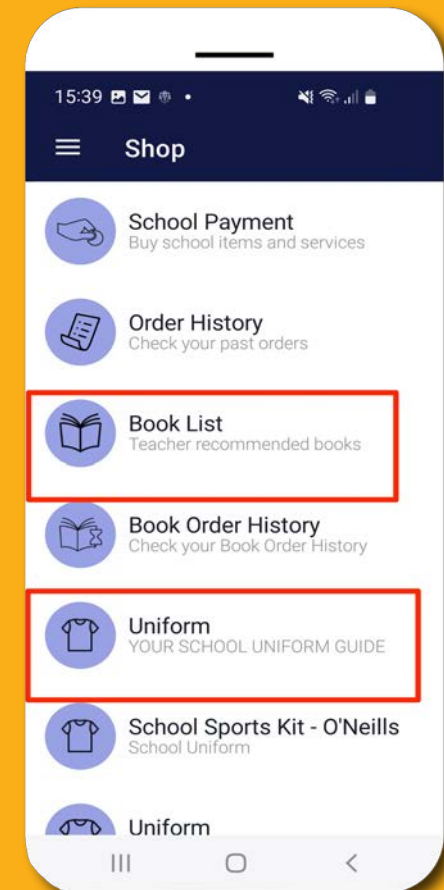 15:39
Shop
School Payment
Buy school items and services
Order History
Check your past orders
Book List
Teacher recommended books
Book Order History
Check your Book Order History
Uniform
YOUR SCHOOL UNIFORM GUIDE
School Sports Kit - O'Neills
School Uniform
Uniform